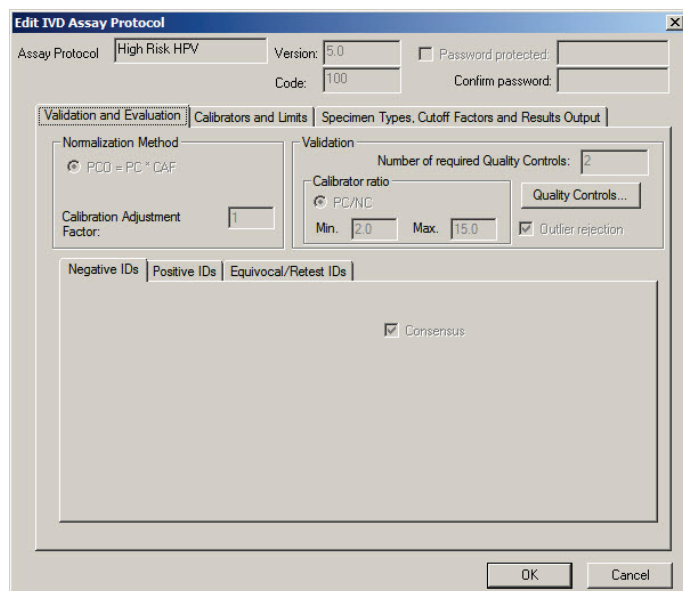 Edit IVD Assay Protocol
Assay Protocol High Risk HPV Version: 5.0 Password protected:
Code: 100 Confirm password:
Validation and Evaluation Calibrators and Limits Specimen Types, Cutoff Factors and Results Output
Normalization Method Validation
Number of required Quality Controls: 2
PCO = PC * CAF Calibrator ratio
PC/NC Quality Controls...
Calibration Adjustment Factor: 1 Min. 2.0 Max. 15.0 Outlier rejection
Negative IDs Positive IDs Equivocal/Retest IDs
Consensus
OK Cancel